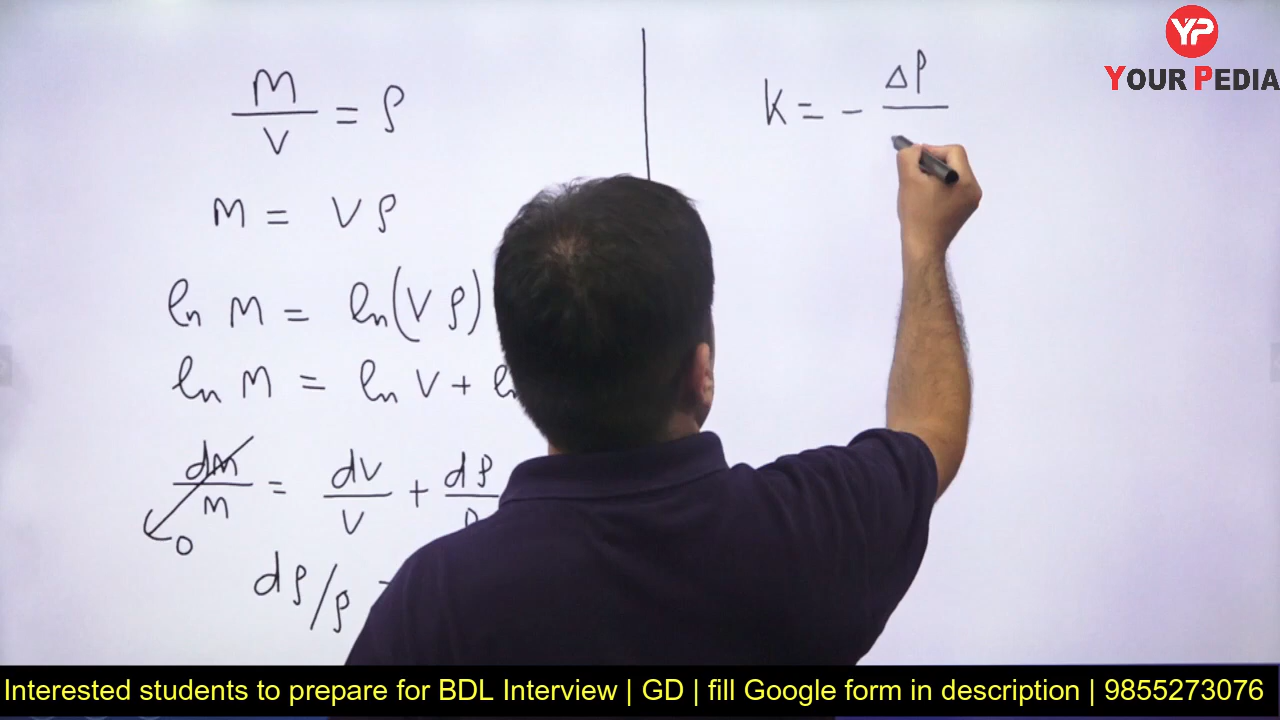 M/V = ρ
M = Vρ
ln M = ln(Vρ)
ln M = ln V + l
dM/M = dV/V + dρ
0
dρ/ρ
K = - ΔP
YP
YOUR PEDIA
Interested students to prepare for BDL Interview | GD | fill Google form in description | 9855273076